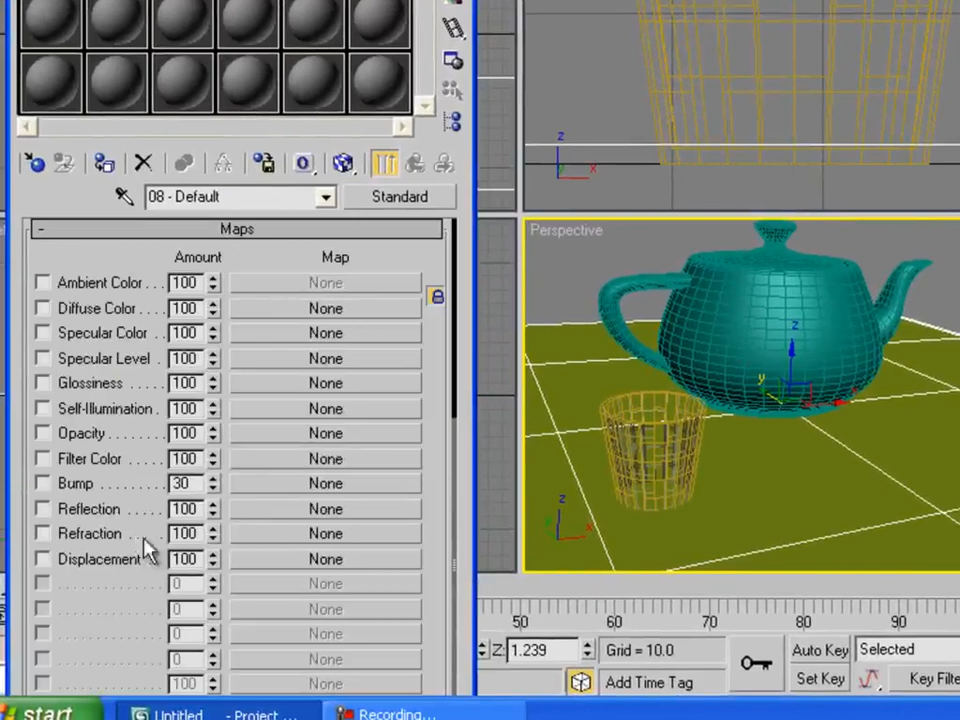 08 - Default Standard
- Maps
Amount Map
Ambient Color . . . 100 None
Diffuse Color . . . . 100 None
Specular Color . . . 100 None
Specular Level . 100 None
Glossiness . . . . . 100 None
Self-Illumination . 100 None
Opacity . . . . . . . . 100 None
Filter Color . . . . . 100 None
Bump . . . . . . . . . 30 None
Reflection . . . . . 100 None
Refraction . . . . 100 None
Displacement 100 None
. . . . . . . . . . . . . . . 0 None
. . . . . . . . . . . . . . . 0 None
. . . . . . . . . . . . . . . 0 None
. . . . . . . . . . . . . . . 0 None
. . . . . . . . . . . . . . . 100 None
z
x
Perspective
z
y
x
z
x
50 60 70 80 90
Z: 1.239 Grid = 10.0 Auto Key Selected
Add Time Tag Set Key Key Filte
start Untitled - Project ... Recording...